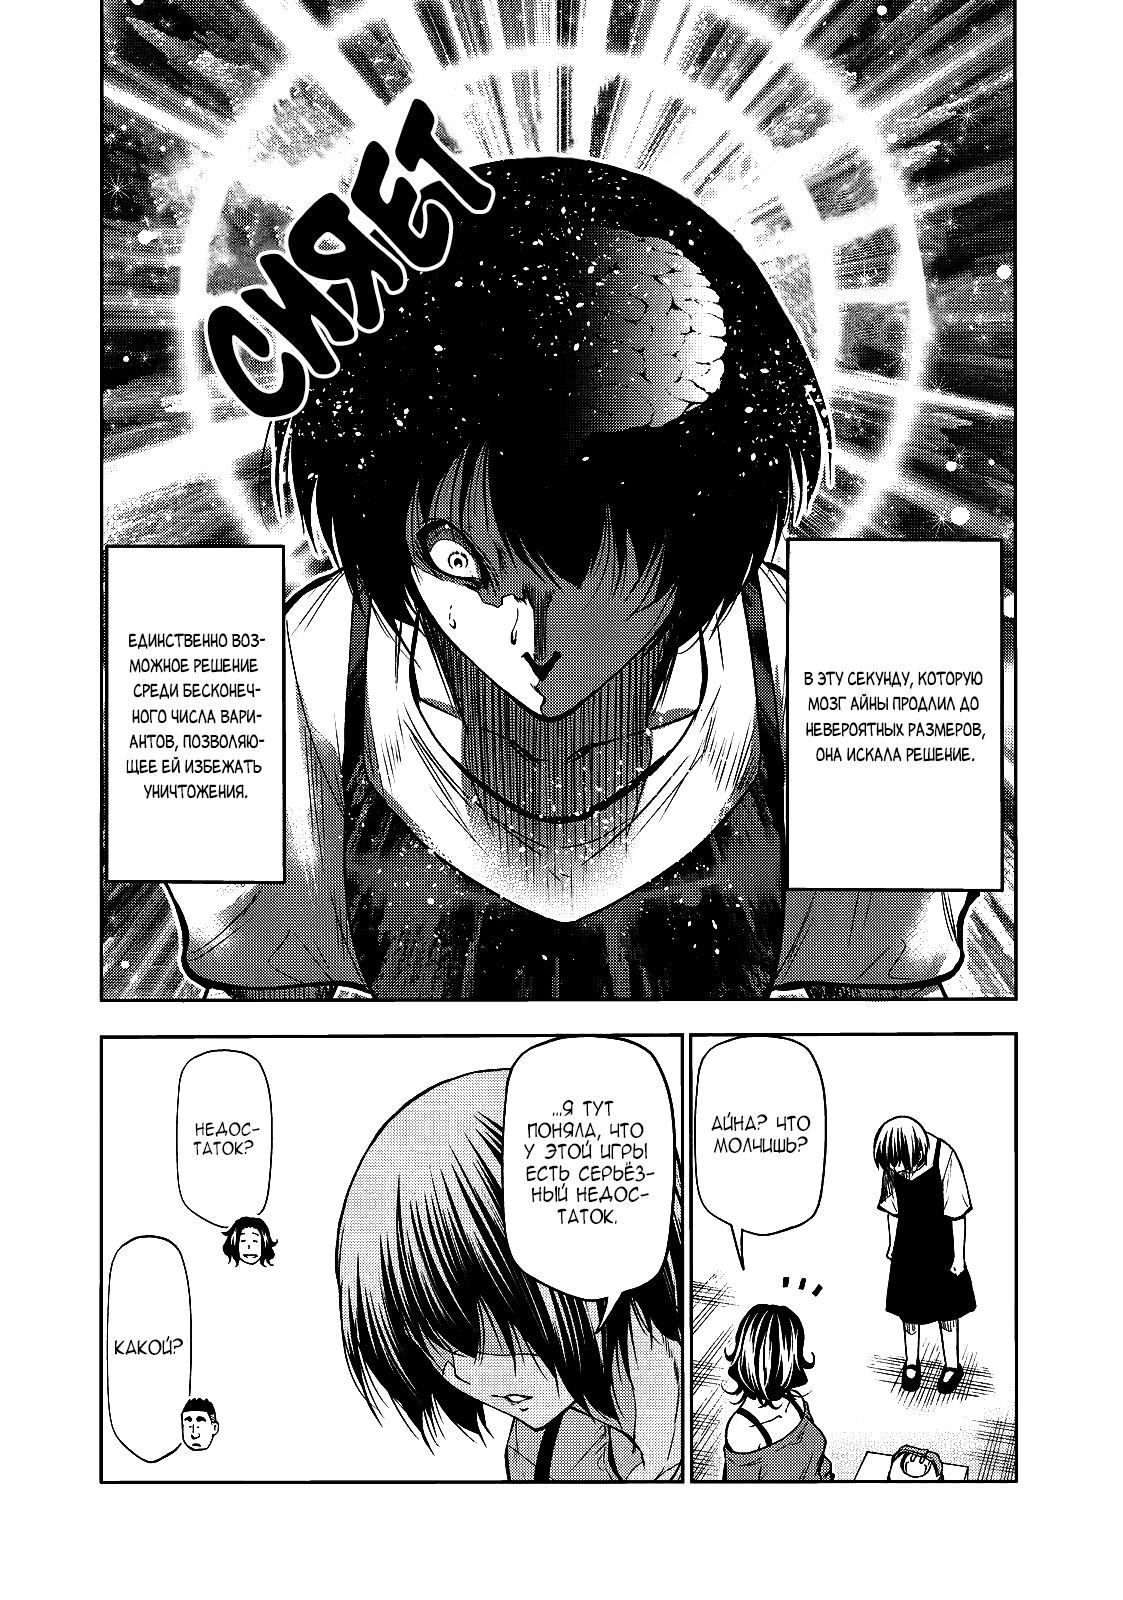 СИЯЕТ
В ЭТУ СЕКУНДУ, КОТОРУЮ
МОЗГ АЙНЫ ПРОДЛИЛ ДО
НЕВЕРОЯТНЫХ РАЗМЕРОВ,
ОНА ИСКАЛА РЕШЕНИЕ.
ЕДИНСТВЕННО ВОЗ-
МОЖНОЕ РЕШЕНИЕ
СРЕДИ БЕСКОНЕЧ-
НОГО ЧИСЛА ВАРИ-
АНТОВ, ПОЗВОЛЯЮ-
ЩЕЕ ЕЙ ИЗБЕЖАТЬ
УНИЧТОЖЕНИЯ.
АЙНА? ЧТО
МОЛЧИШЬ?
...Я ТУТ
ПОНЯЛА, ЧТО
У ЭТОЙ ИГРЫ
ЕСТЬ СЕРЬЁЗ-
НЫЙ НЕДОС-
ТАТОК.
НЕДОС-
ТАТОК?
КАКОЙ?